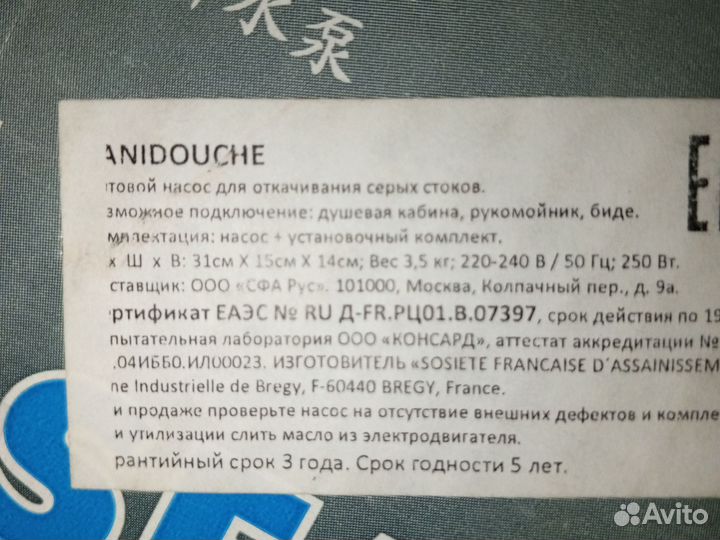 水泵
ANIDOUCHE
товой насос для откачивания серых стоков.
зможное подключение: душевая кабина, рукомойник, биде.
мплектация: насос + установочный комплект.
х Ш х В: 31см Х 15см Х 14см; Вес 3,5 кг; 220-240 В / 50 Гц; 250 Вт.
ставщик: ООО «СФА Рус». 101000, Москва, Колпачный пер., д. 9а.
ертификат ЕАЭС № RU Д-FR.РЦ01.В.07397, срок действия по 19
пытательная лаборатория ООО «КОНСАРД», аттестат аккредитации №
.04ИББ0.ИЛ00023. ИЗГОТОВИТЕЛЬ «SOSIETE FRANCAISE D´ASSAINISSEM
ne Industrielle de Bregy, F-60440 BREGY, France.
и продаже проверьте насос на отсутствие внешних дефектов и компле
и утилизации слить масло из электродвигателя.
рантийный срок 3 года. Срок годности 5 лет.
Avito